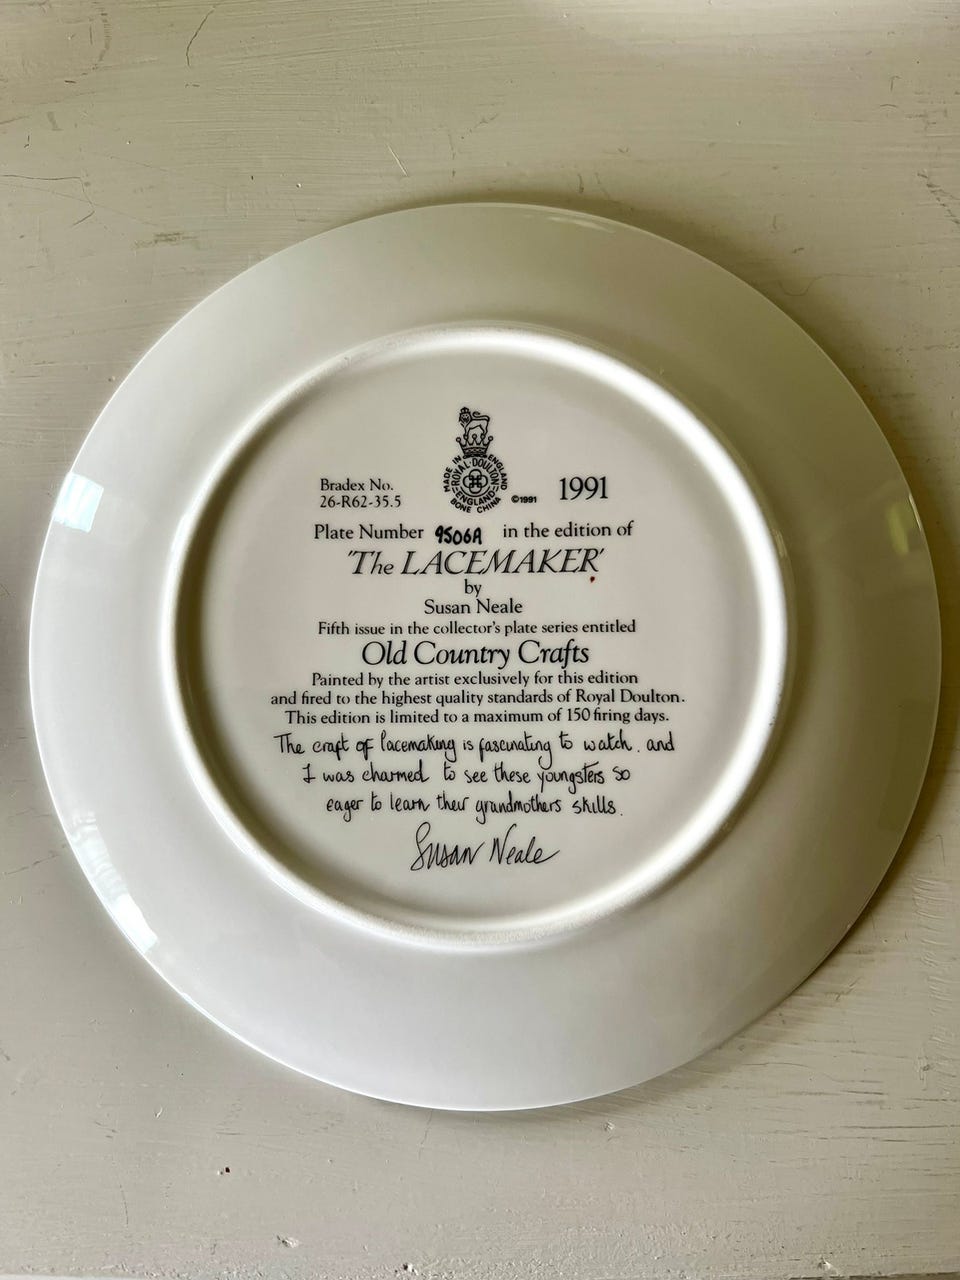 MADE IN ENGLAND
ROYAL·DOULTON
ENGLAND
BONE CHINA
©1991
1991
Bradex No.
26-R62-35.5
Plate Number 9506A in the edition of
'The LACEMAKER'
by
Susan Neale
Fifth issue in the collector's plate series entitled
Old Country Crafts
Painted by the artist exclusively for this edition
and fired to the highest quality standards of Royal Doulton.
This edition is limited to a maximum of 150 firing days.
The craft of lacemaking is fascinating to watch. and
I was charmed to see these youngsters so
eager to learn their grandmothers skills.
Susan Neale